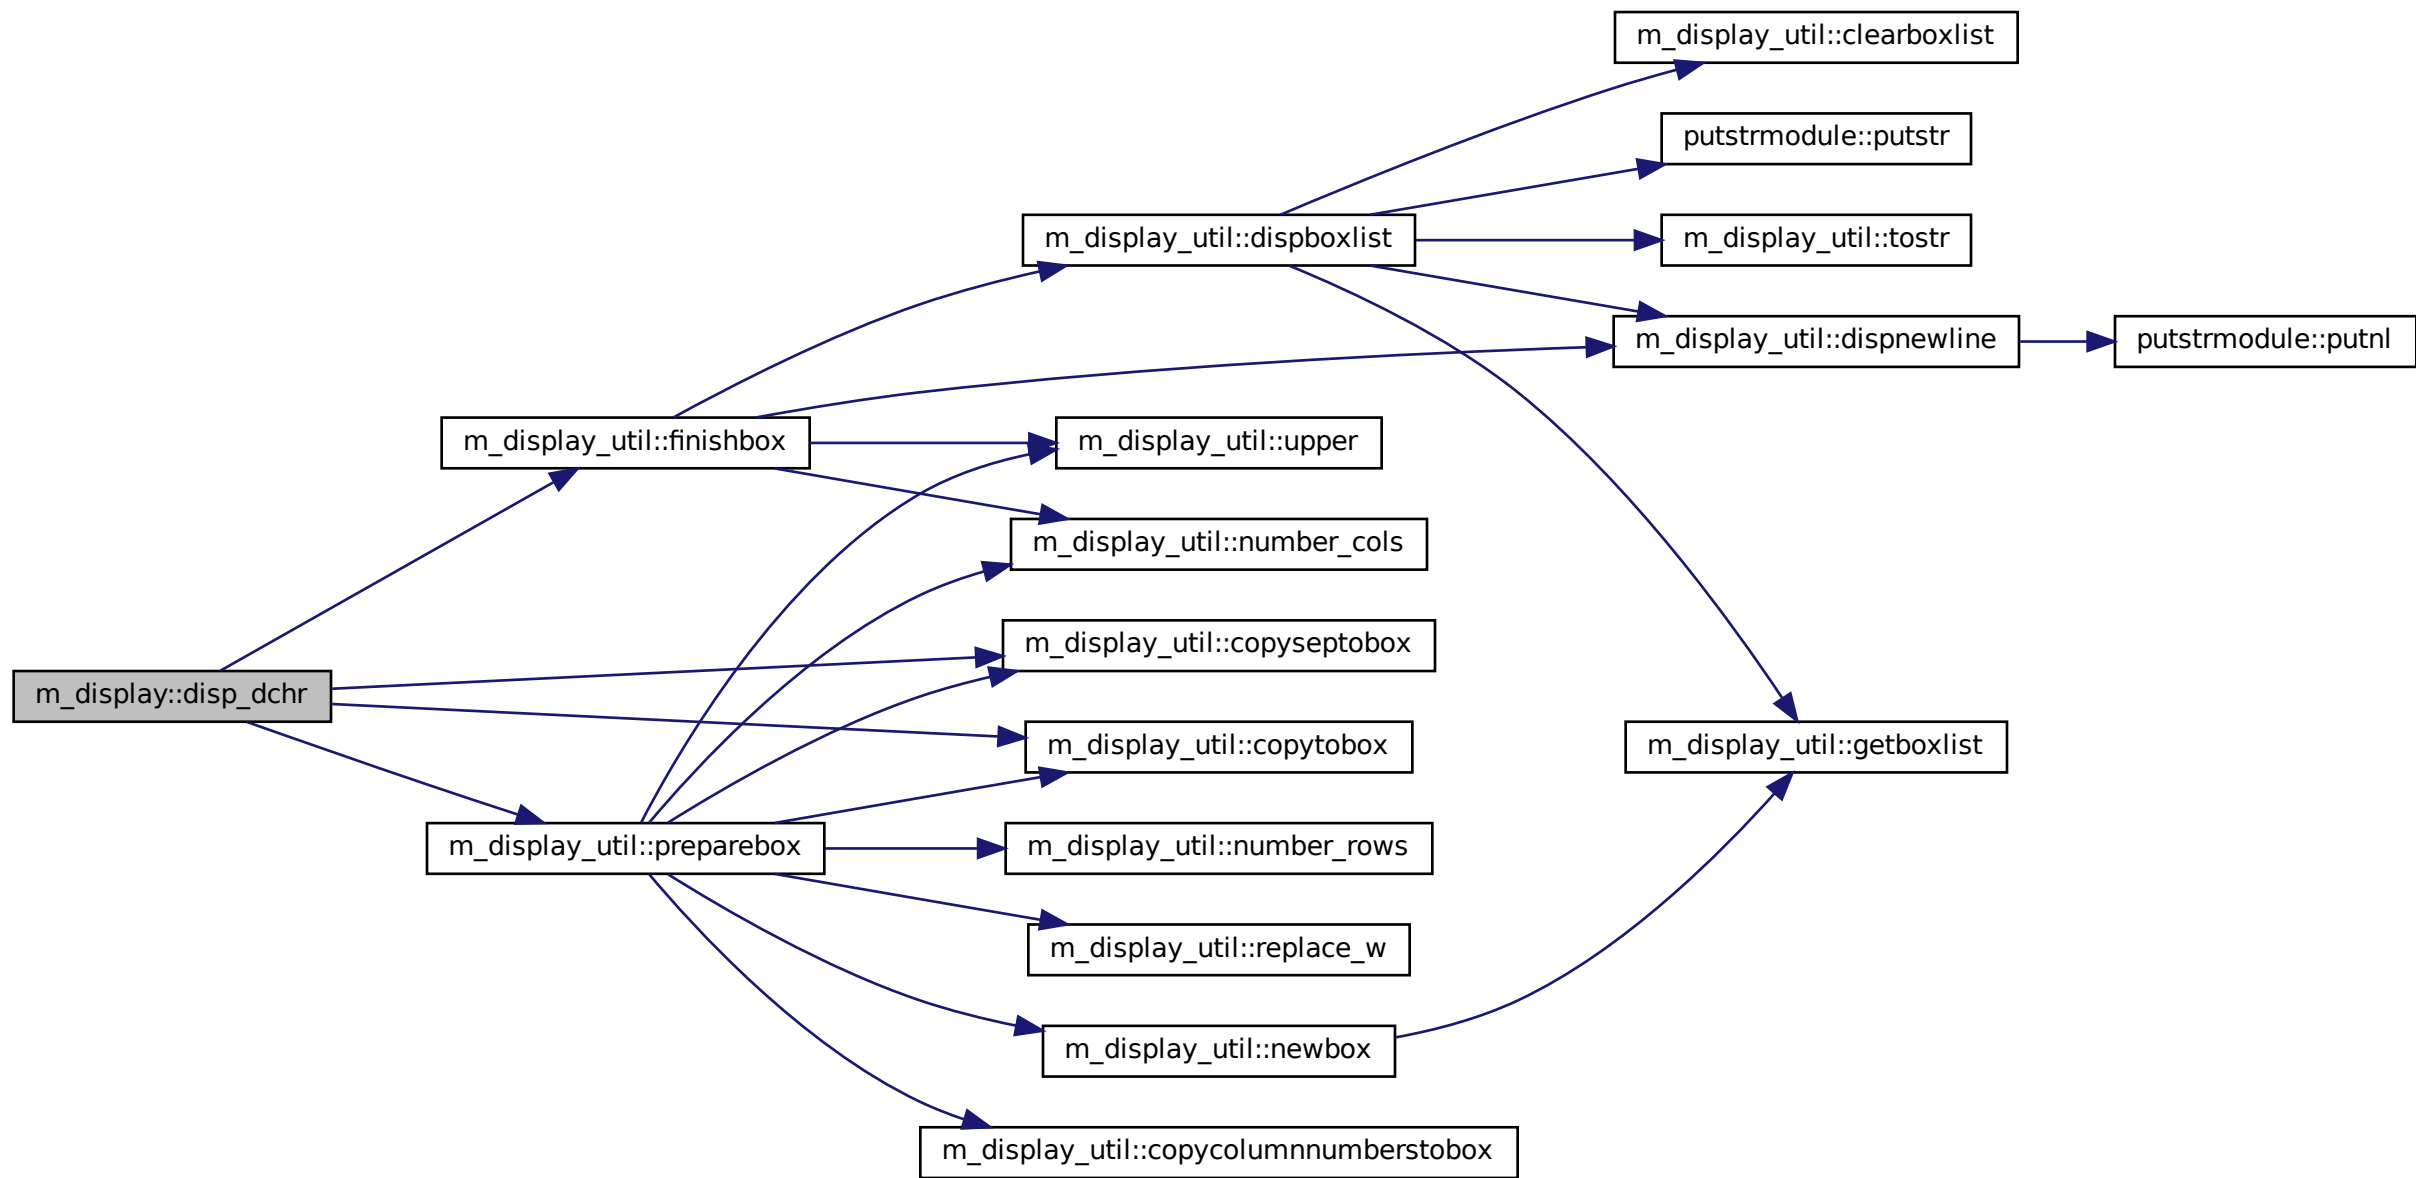 m_display_util::clearboxlist
putstrmodule::putstr
m_display_util::dispboxlist
m_display_util::tostr
m_display_util::dispnewline
putstrmodule::putnl
m_display_util::finishbox
m_display_util::upper
m_display_util::number_cols
m_display_util::copyseptobox
m_display::disp_dchr
m_display_util::copytobox
m_display_util::getboxlist
m_display_util::preparebox
m_display_util::number_rows
m_display_util::replace_w
m_display_util::newbox
m_display_util::copycolumnnumberstobox